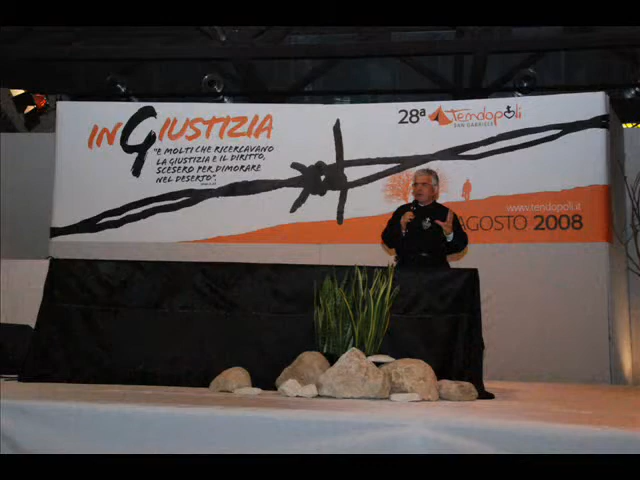 INGIUSTIZIA
"E MOLTI CHE RICERCAVANO
LA GIUSTIZIA E IL DIRITTO,
SCESERO PER DIMORARE
NEL DESERTO".
28ª Tendopoli
SAN GABRIELE
www.tendopoli.it
AGOSTO 2008